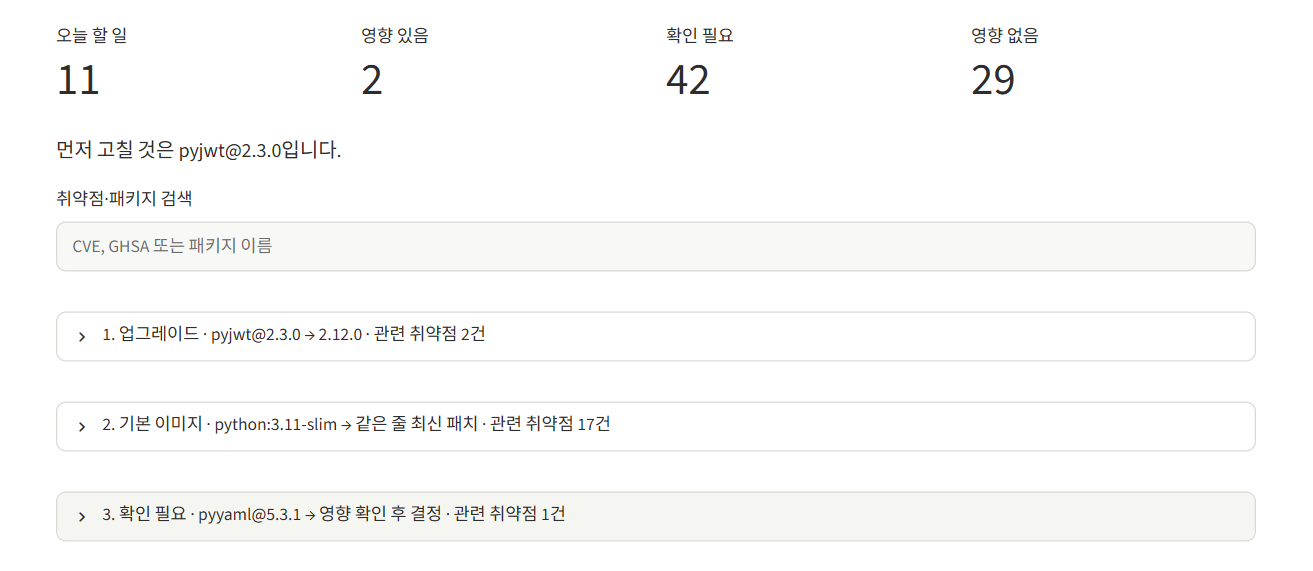 오늘 할 일
11
영향 있음
2
확인 필요
42
영향 없음
29
먼저 고칠 것은 pyjwt@2.3.0입니다.
취약점·패키지 검색
CVE, GHSA 또는 패키지 이름
1. 업그레이드 · pyjwt@2.3.0 → 2.12.0 · 관련 취약점 2건
2. 기본 이미지 · python:3.11-slim → 같은 줄 최신 패치 · 관련 취약점 17건
3. 확인 필요 · pyyaml@5.3.1 → 영향 확인 후 결정 · 관련 취약점 1건